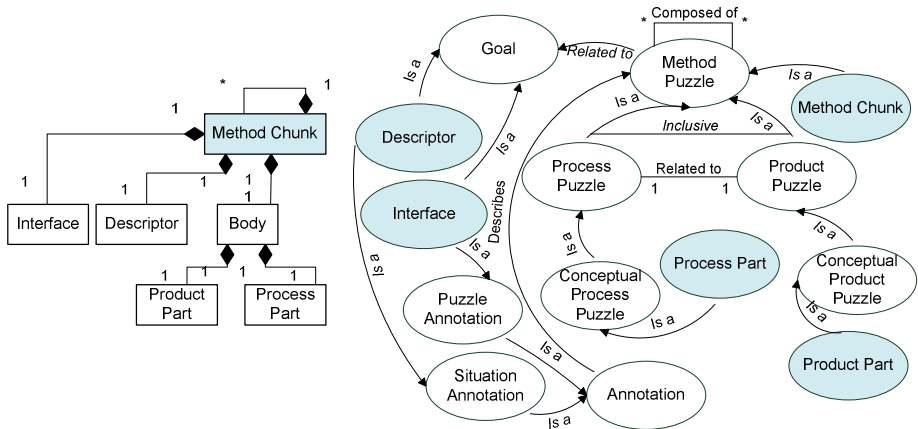 *
1
1
Method Chunk
1
1
1
1
1
Interface
Descriptor
Body
1
1
1
1
Product
Part
Process
Part
Composed of
*
*
Goal
Related to
Method
Puzzle
Is a
Is a
Method Chunk
Is a
Is a
Descriptor
Inclusive
Is a
Process
Puzzle
Related to
1
1
Product
Puzzle
Interface
Describes
Is a
Is a
Is a
Is a
Process Part
Conceptual
Product
Puzzle
Conceptual
Process
Puzzle
Puzzle
Annotation
Is a
Is a
Is a
Product Part
Situation
Annotation
Annotation
Is a